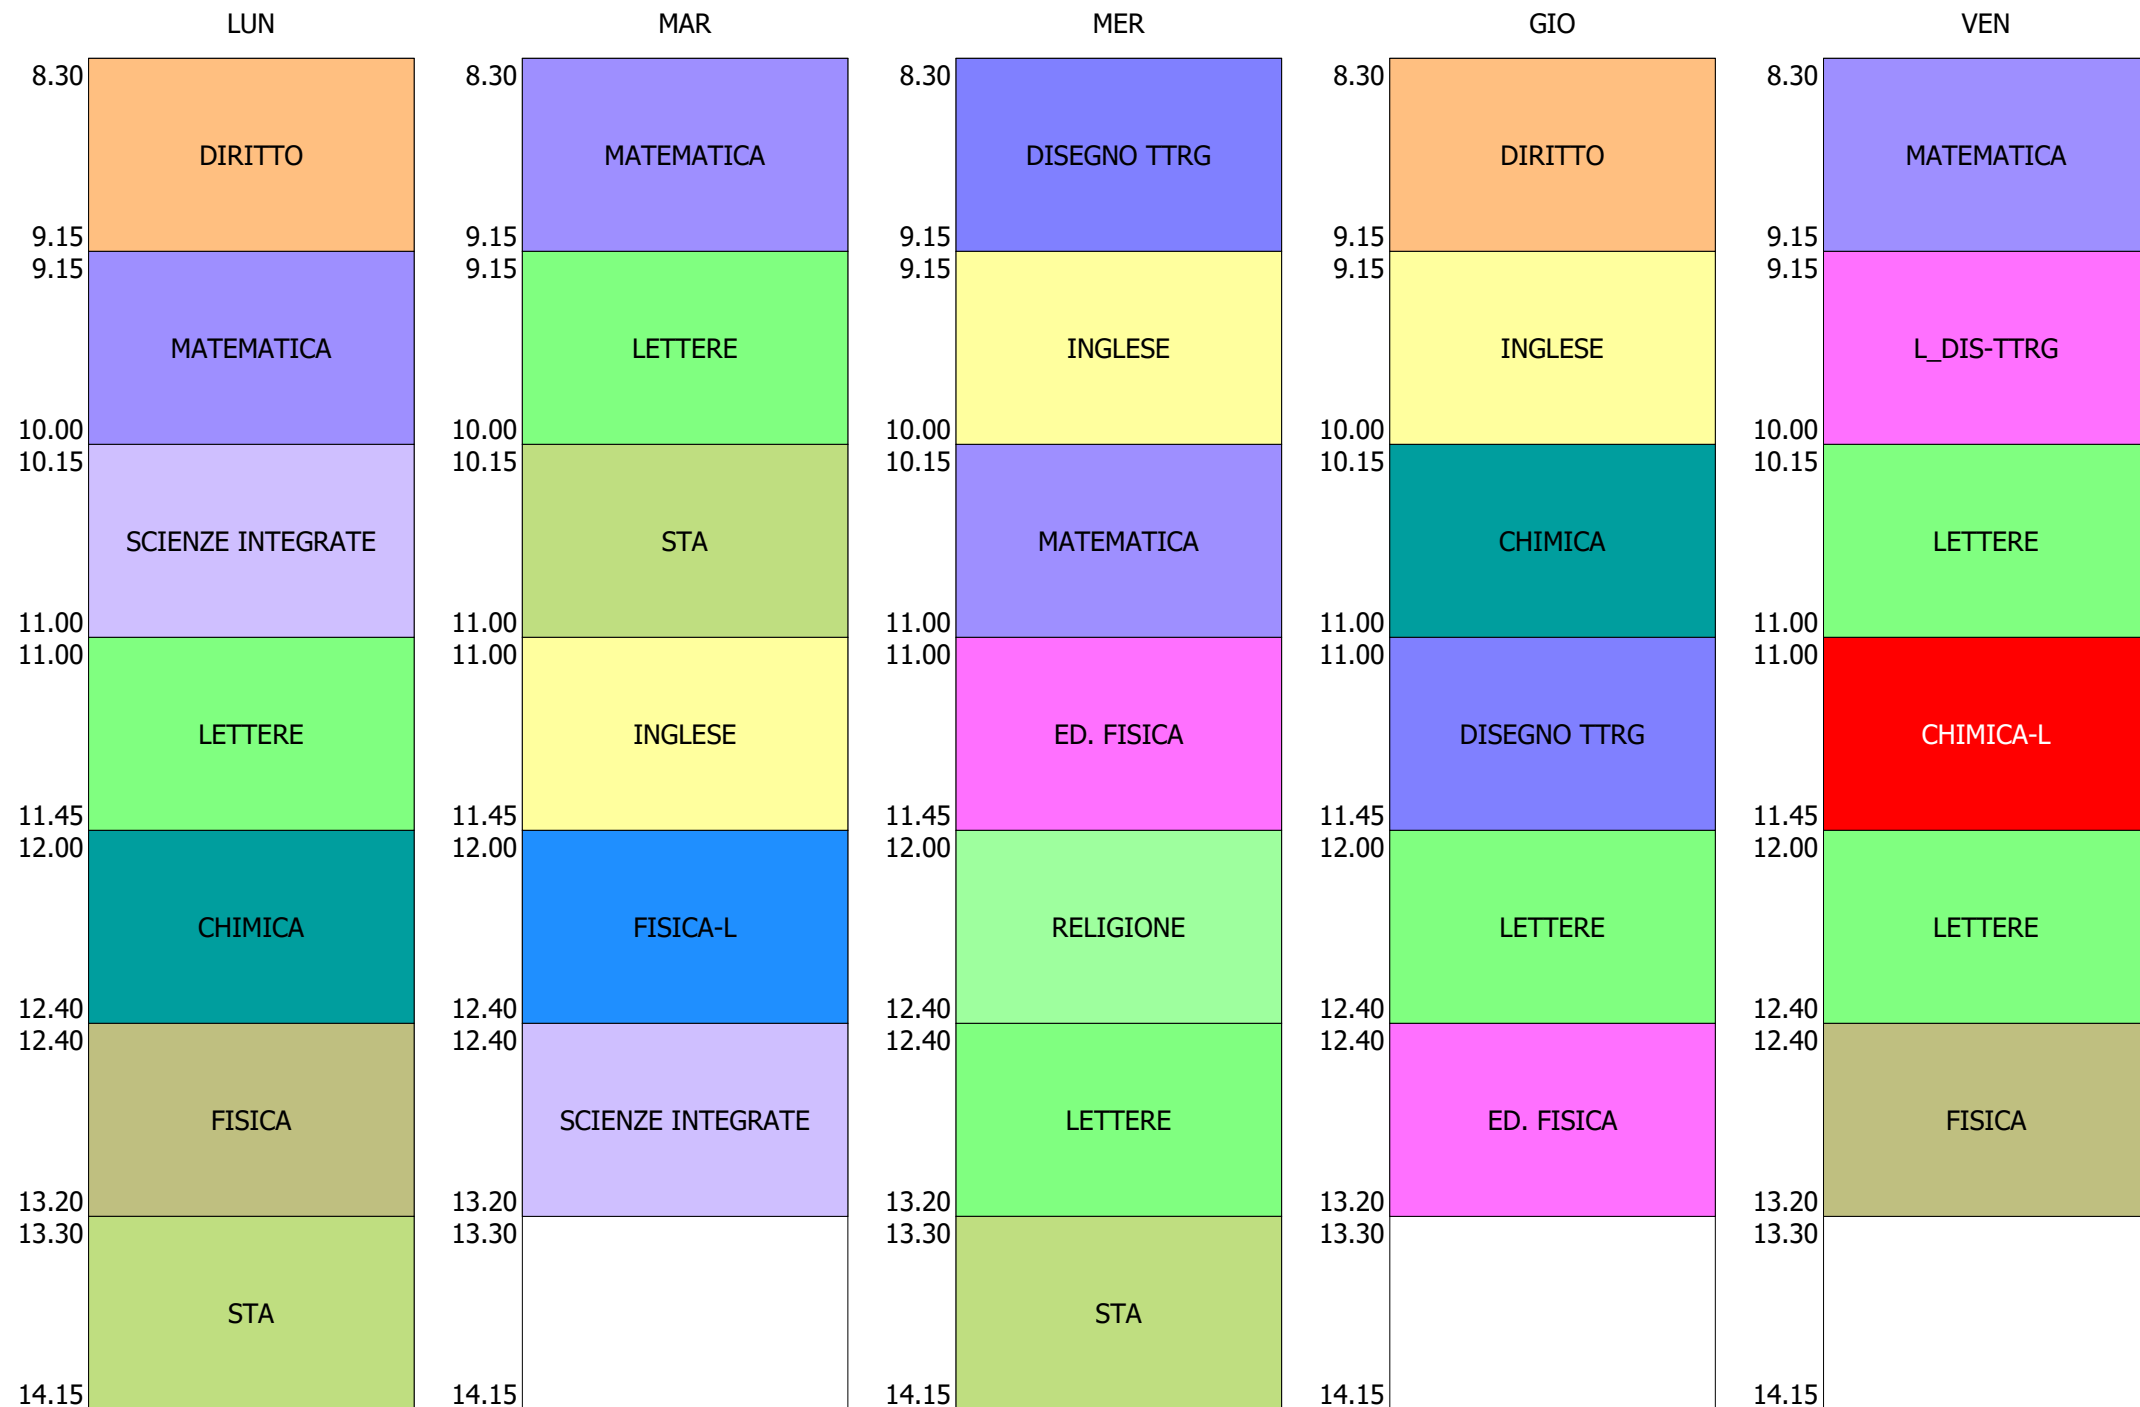 LUN MAR MER GIO VEN
8.30 8.30 8.30 8.30 8.30
DIRITTO MATEMATICA DISEGNO TTRG DIRITTO MATEMATICA
9.15 9.15 9.15 9.15 9.15
9.15 9.15 9.15 9.15 9.15
MATEMATICA LETTERE INGLESE INGLESE L_DIS-TTRG
10.00 10.00 10.00 10.00 10.00
10.15 10.15 10.15 10.15 10.15
SCIENZE INTEGRATE STA MATEMATICA CHIMICA LETTERE
11.00 11.00 11.00 11.00 11.00
11.00 11.00 11.00 11.00 11.00
LETTERE INGLESE ED. FISICA DISEGNO TTRG CHIMICA-L
11.45 11.45 11.45 11.45 11.45
12.00 12.00 12.00 12.00 12.00
CHIMICA FISICA-L RELIGIONE LETTERE LETTERE
12.40 12.40 12.40 12.40 12.40
12.40 12.40 12.40 12.40 12.40
FISICA SCIENZE INTEGRATE LETTERE ED. FISICA FISICA
13.20 13.20 13.20 13.20 13.20
13.30 13.30 13.30 13.30 13.30
STA STA
14.15 14.15 14.15 14.15 14.15